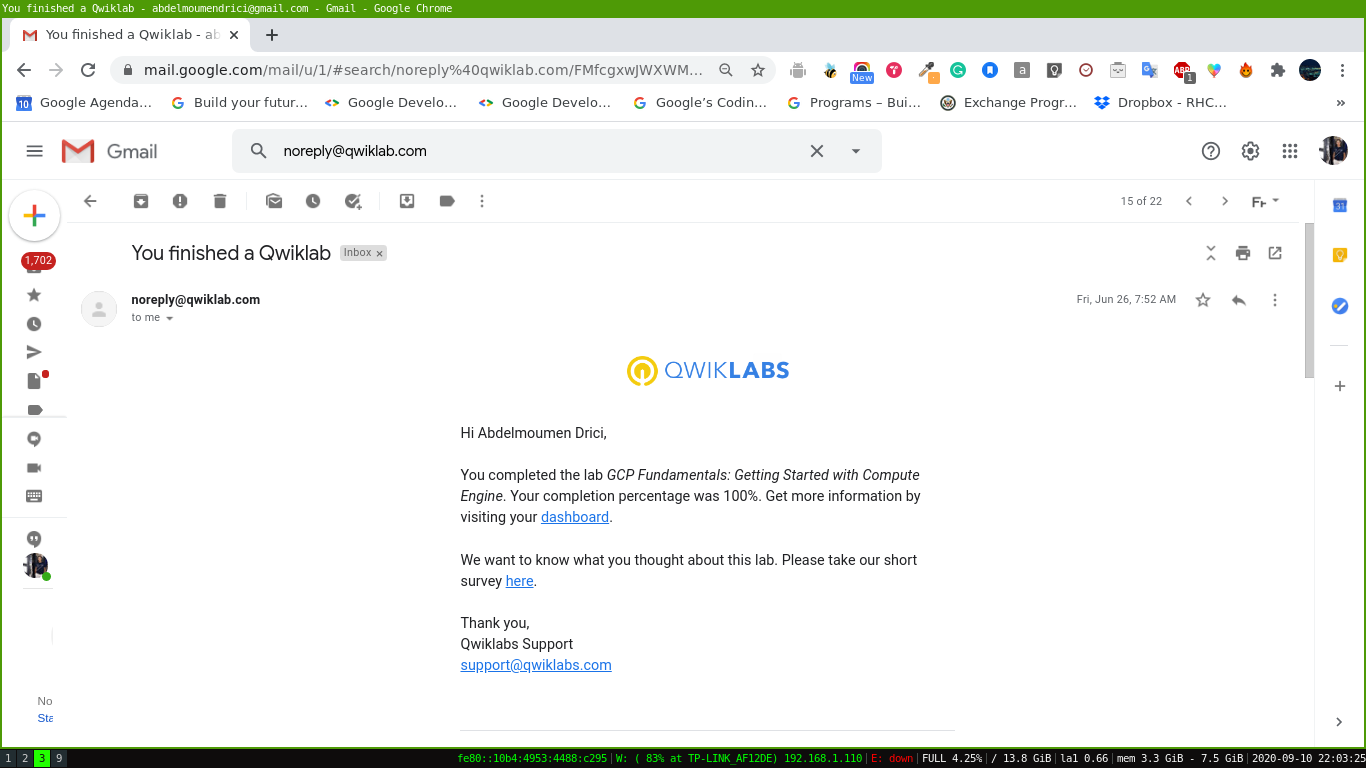 You finished a Qwiklab - abdelmoumendrici@gmail.com - Gmail - Google Chrome
You finished a Qwiklab - ab
mail.google.com/mail/u/1/#search/noreply%40qwiklab.com/FMfcgxwJWXWM...
New
a
ABP
1
10
Google Agenda...
Build your futur...
Google Develo...
Google Develo...
Google's Codin...
Programs – Bui...
Exchange Progr...
Dropbox - RHC...
»
Gmail
noreply@qwiklab.com
15 of 22
1,702
You finished a Qwiklab
Inbox ×
noreply@qwiklab.com
Fri, Jun 26, 7:52 AM
to me
QWIKLABS
Hi Abdelmoumen Drici,
You completed the lab GCP Fundamentals: Getting Started with Compute
Engine. Your completion percentage was 100%. Get more information by
visiting your dashboard.
We want to know what you thought about this lab. Please take our short
survey here.
Thank you,
Qwiklabs Support
support@qwiklabs.com
No
Sta
1 2 3 9
fe80::10b4:4953:4488:c295|W: ( 83% at TP-LINK_AF12DE) 192.168.1.110|E: down|FULL 4.25%|/ 13.8 GiB|la1 0.66|mem 3.3 GiB - 7.5 GiB|2020-09-10 22:03:25